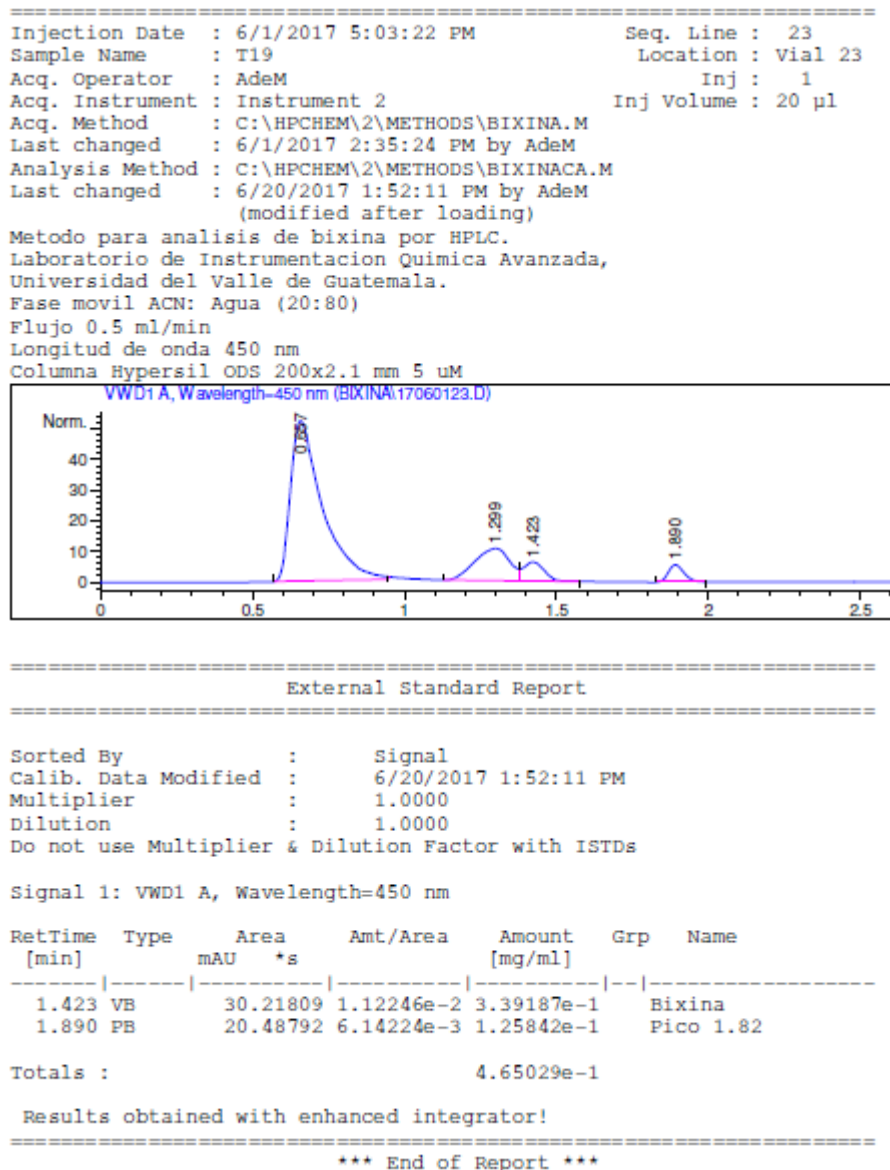 =====================================================================
Injection Date  : 6/1/2017 5:03:22 PM             Seq. Line :  23
Sample Name     : T19                              Location : Vial 23
Acq. Operator   : AdeM                                  Inj :   1
Acq. Instrument : Instrument 2                   Inj Volume : 20 µl
Acq. Method     : C:\HPCHEM\2\METHODS\BIXINA.M
Last changed    : 6/1/2017 2:35:24 PM by AdeM
Analysis Method : C:\HPCHEM\2\METHODS\BIXINACA.M
Last changed    : 6/20/2017 1:52:11 PM by AdeM
                  (modified after loading)
Metodo para analisis de bixina por HPLC.
Laboratorio de Instrumentacion Quimica Avanzada,
Universidad del Valle de Guatemala.
Fase movil ACN: Agua (20:80)
Flujo 0.5 ml/min
Longitud de onda 450 nm
Columna Hypersil ODS 200x2.1 mm 5 uM
VWD1 A, Wavelength=450 nm (BIXINA\17060123.D)
Norm.
0.657
1.299
1.423
1.890
40
30
20
10
0
0 0.5 1 1.5 2 2.5
=====================================================================
                      External Standard Report
=====================================================================
Sorted By             :      Signal
Calib. Data Modified  :      6/20/2017 1:52:11 PM
Multiplier            :      1.0000
Dilution              :      1.0000
Do not use Multiplier & Dilution Factor with ISTDs
Signal 1: VWD1 A, Wavelength=450 nm
RetTime  Type     Area     Amt/Area    Amount   Grp   Name
 [min]         mAU   *s                [mg/ml]
-------|------|----------|----------|----------|--|------------------
  1.423 VB      30.21809 1.12246e-2 3.39187e-1    Bixina
  1.890 PB      20.48792 6.14224e-3 1.25842e-1    Pico 1.82
Totals :                             4.65029e-1
 Results obtained with enhanced integrator!
=====================================================================
                          *** End of Report ***